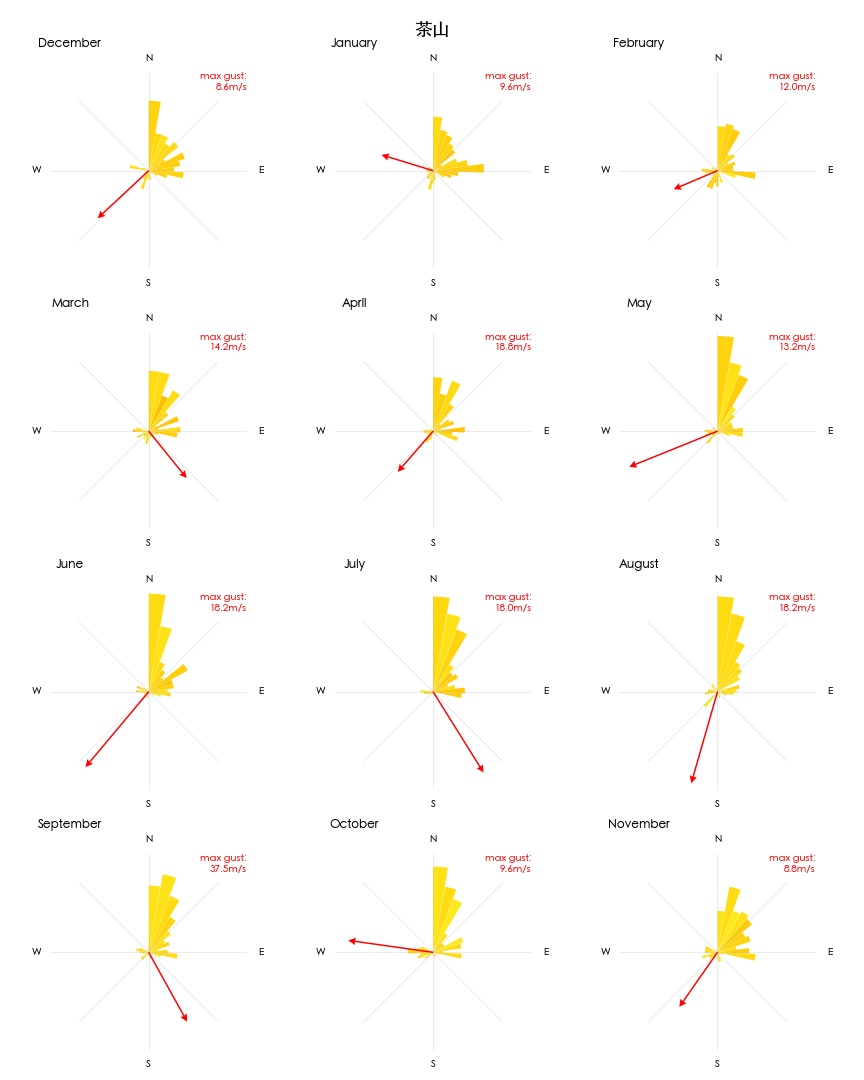 茶山
December
N
max gust:
8.6m/s
W
E
S
January
N
max gust:
9.6m/s
W
E
S
February
N
max gust:
12.0m/s
W
E
S
March
N
max gust:
14.2m/s
W
E
S
April
N
max gust:
18.8m/s
W
E
S
May
N
max gust:
13.2m/s
W
E
S
June
N
max gust:
18.2m/s
W
E
S
July
N
max gust:
18.0m/s
W
E
S
August
N
max gust:
18.2m/s
W
E
S
September
N
max gust:
37.5m/s
W
E
S
October
N
max gust:
9.6m/s
W
E
S
November
N
max gust:
8.8m/s
W
E
S